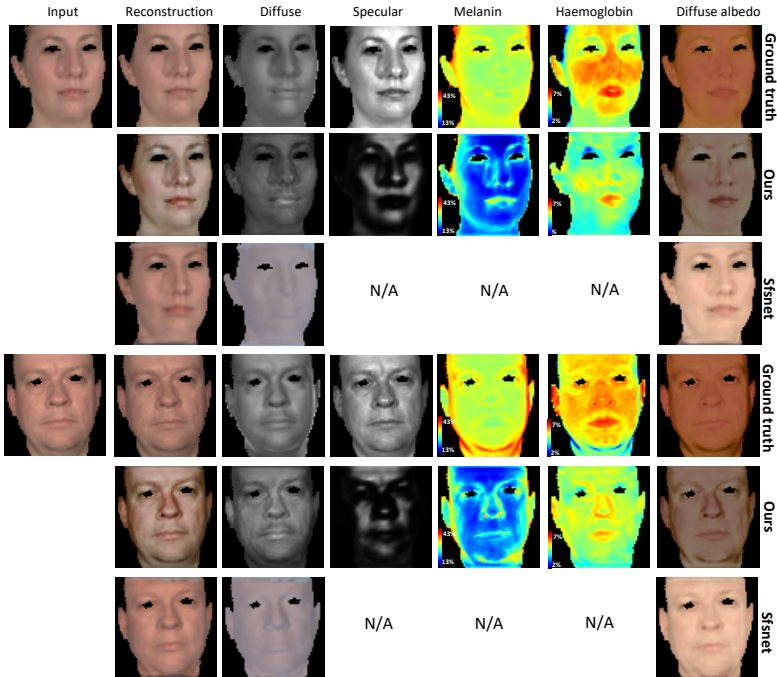 Input Reconstruction Diffuse Specular Melanin Haemoglobin Diffuse albedo
Ground truth
43%
13%
7%
2%
Ours
43%
13%
7%
%
Sfsnet
N/A N/A N/A
Ground truth
43%
13%
7%
2%
Ours
43%
13%
7%
2%
Sfsnet
N/A N/A N/A